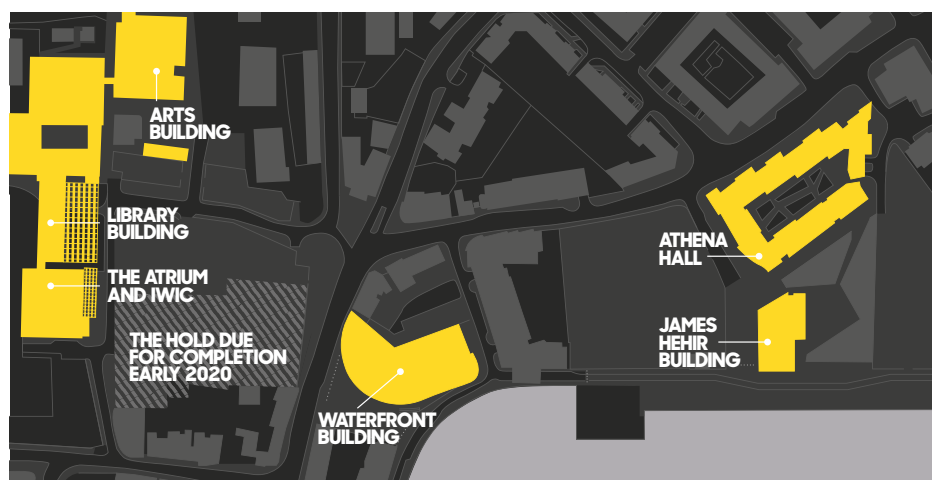 ARTS
BUILDING
LIBRARY
BUILDING
THE ATRIUM
AND IWIC
THE HOLD DUE
FOR COMPLETION
EARLY 2020
WATERFRONT
BUILDING
ATHENA
HALL
JAMES
HEHIR
BUILDING